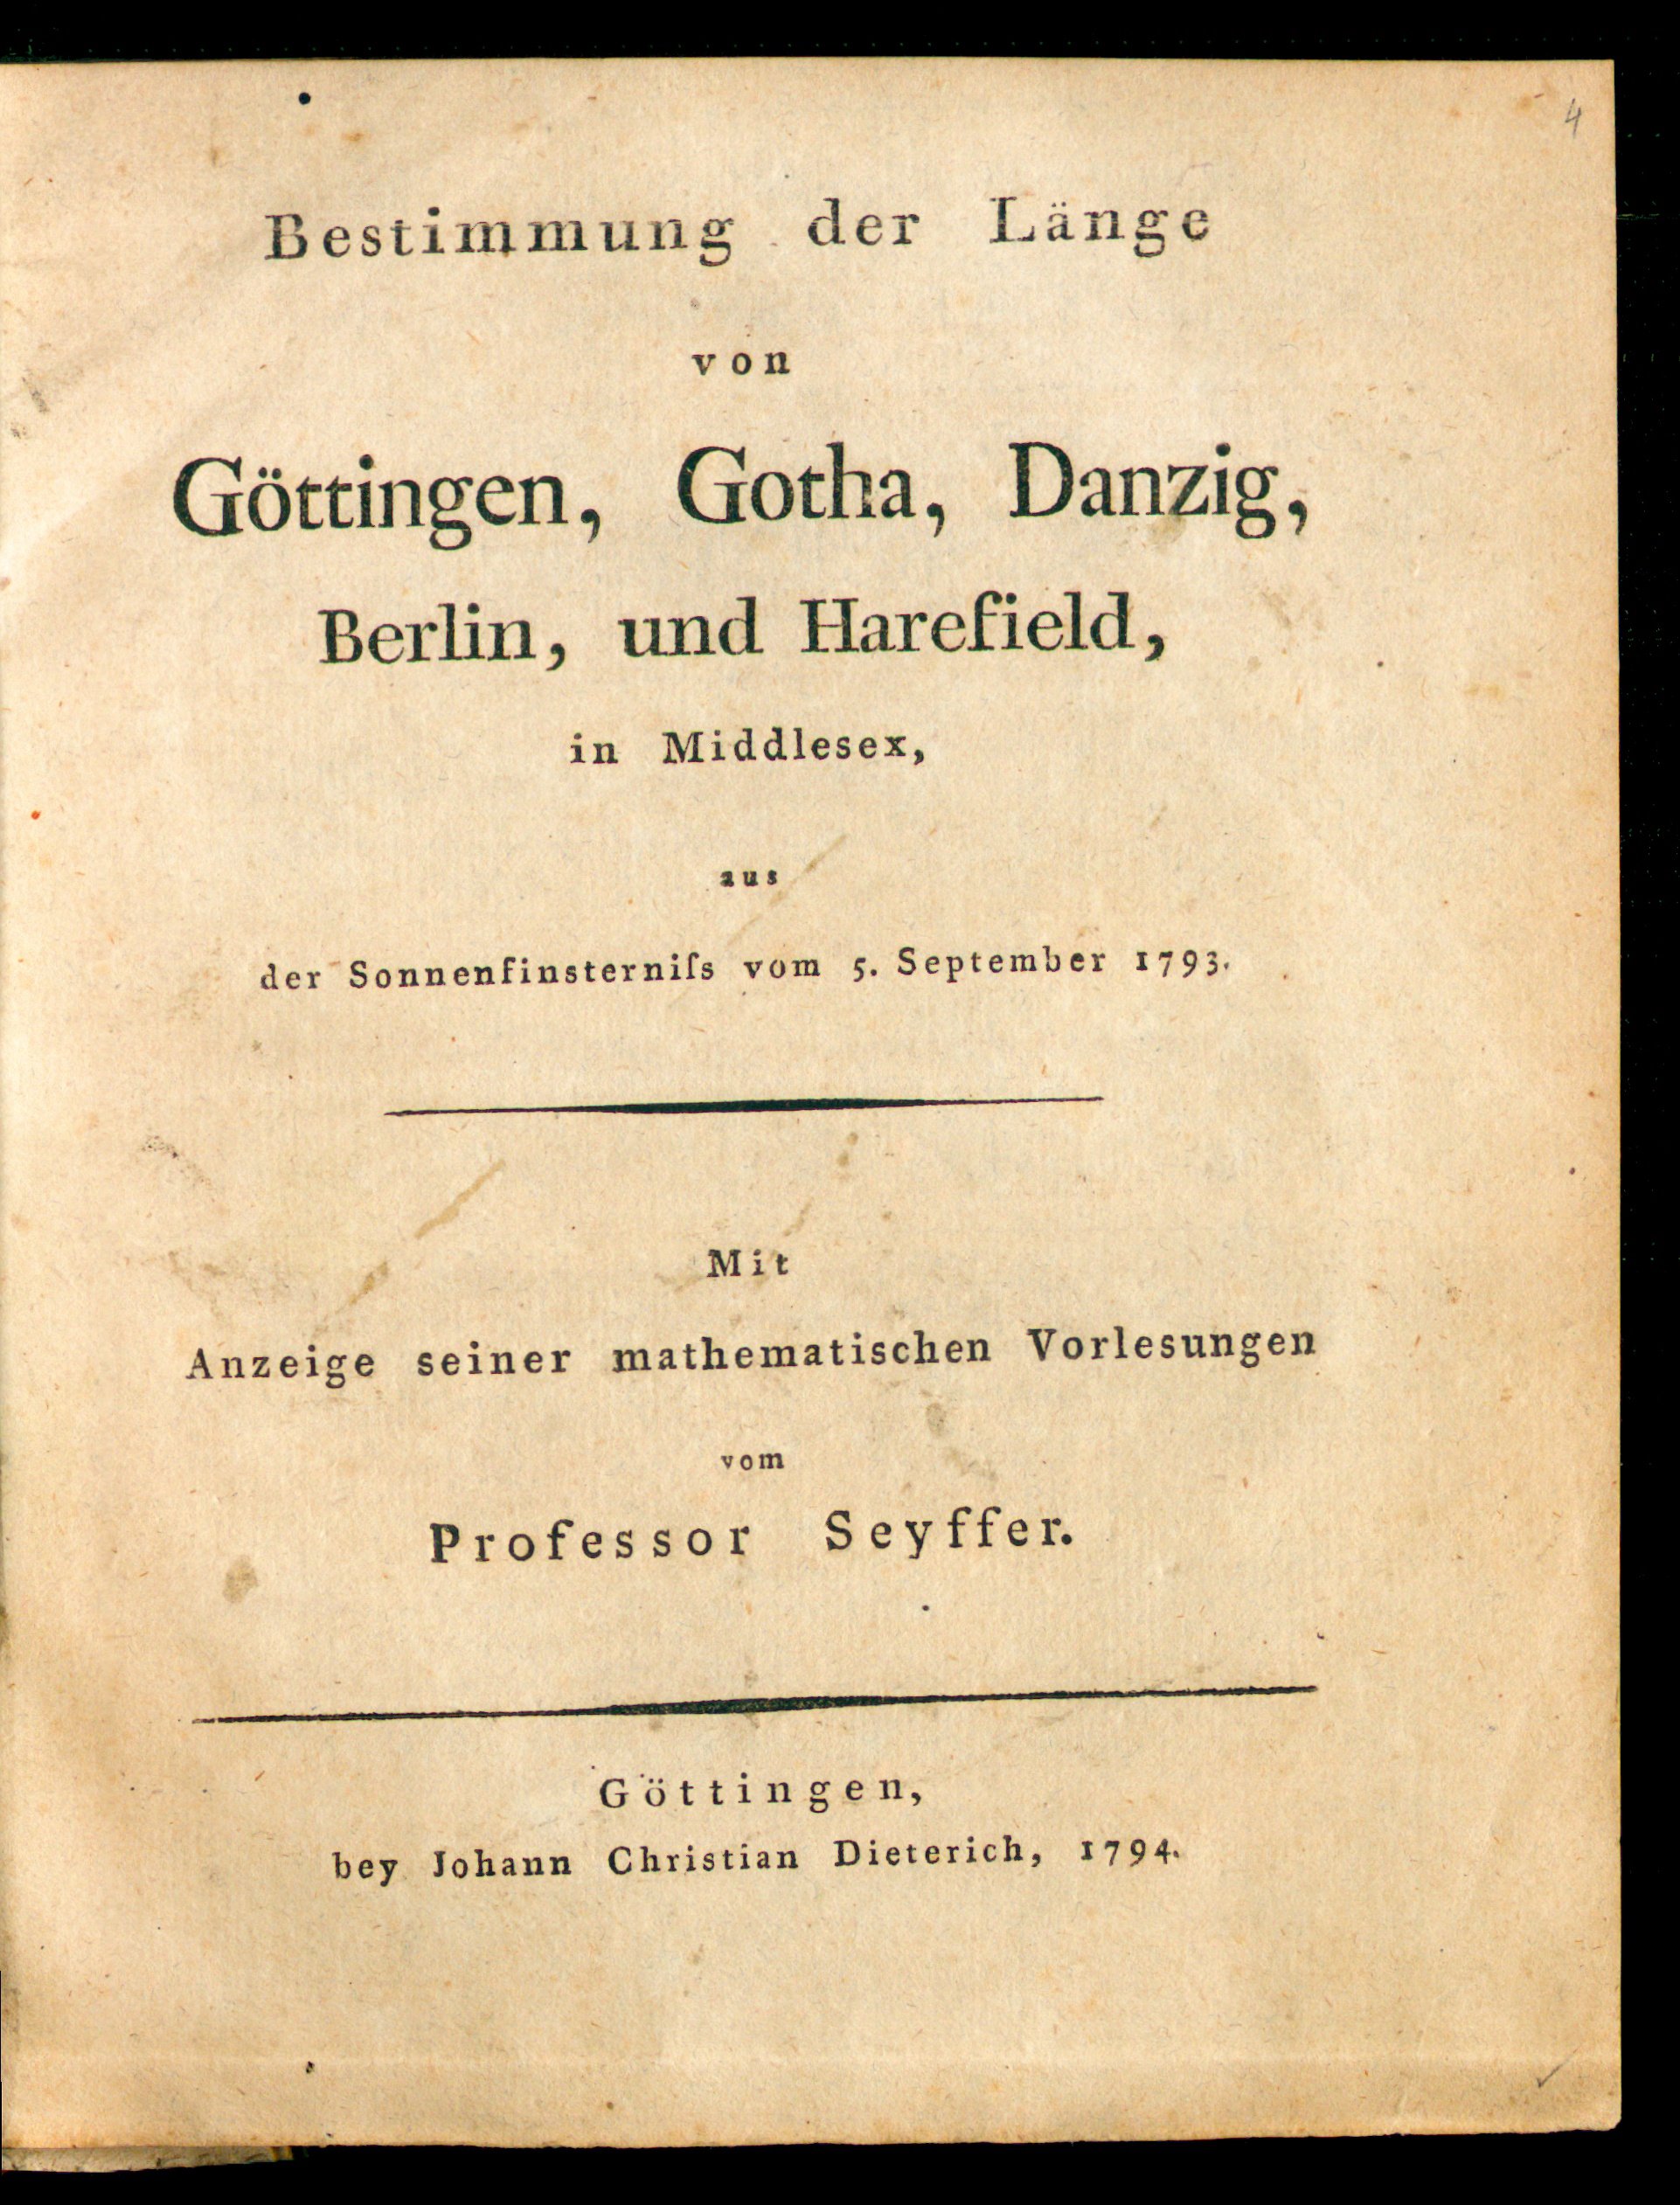 4
Bestimmung der Länge
von
Göttingen, Gotha, Danzig,
Berlin, und Harefield,
in Middlesex,
aus
der Sonnenfinsterniſs vom 5. September 1793.
Mit
Anzeige seiner mathematischen Vorlesungen
vom
Professor Seyffer.
Göttingen,
bey Johann Christian Dieterich, 1794.